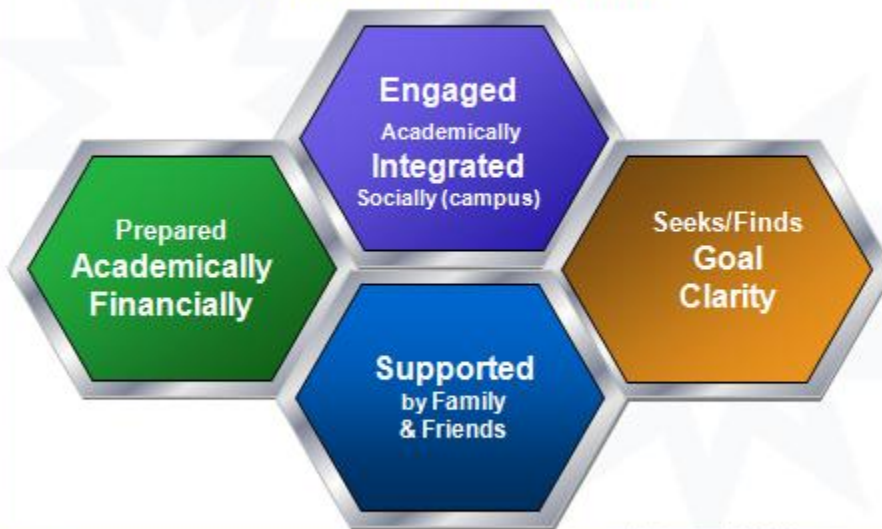 Engaged
Academically
Integrated
Socially (campus)
Prepared
Academically
Financially
Seeks/Finds
Goal
Clarity
Supported
by Family
& Friends